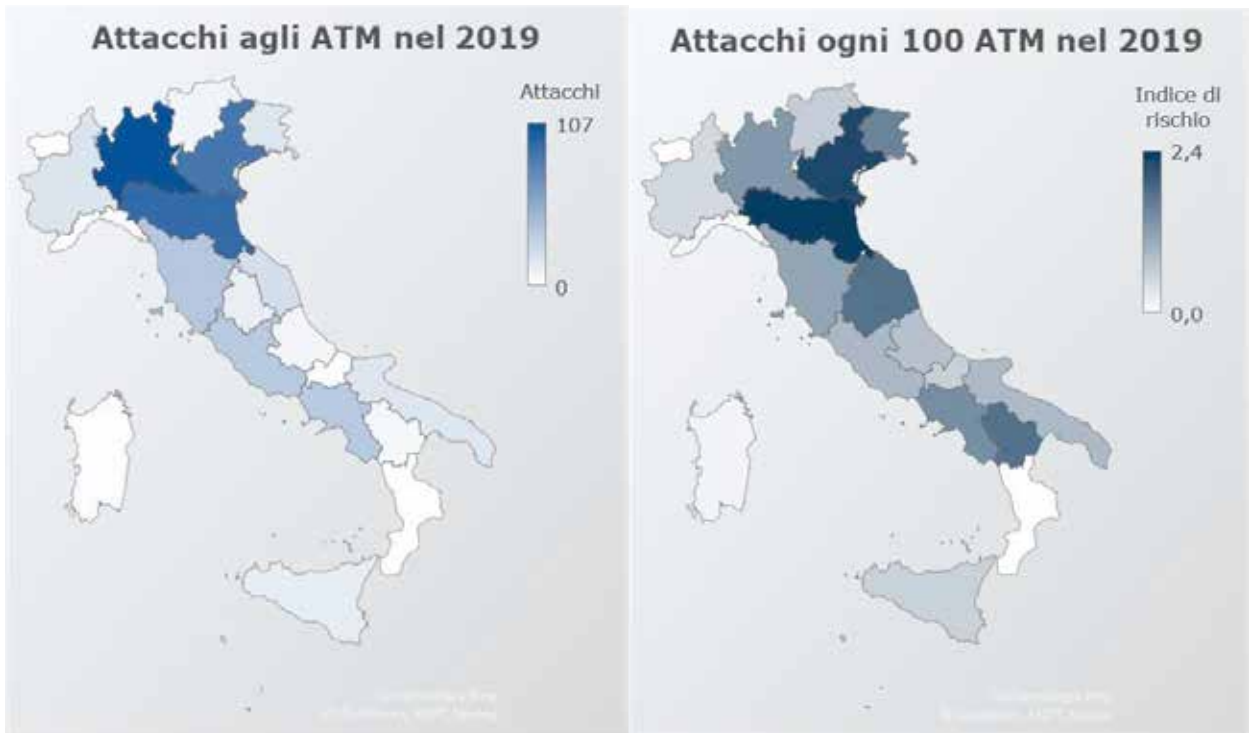 Attacchi agli ATM nel 2019
Attacchi
107
0
Attacchi ogni 100 ATM nel 2019
Indice di
rischio
2,4
0,0